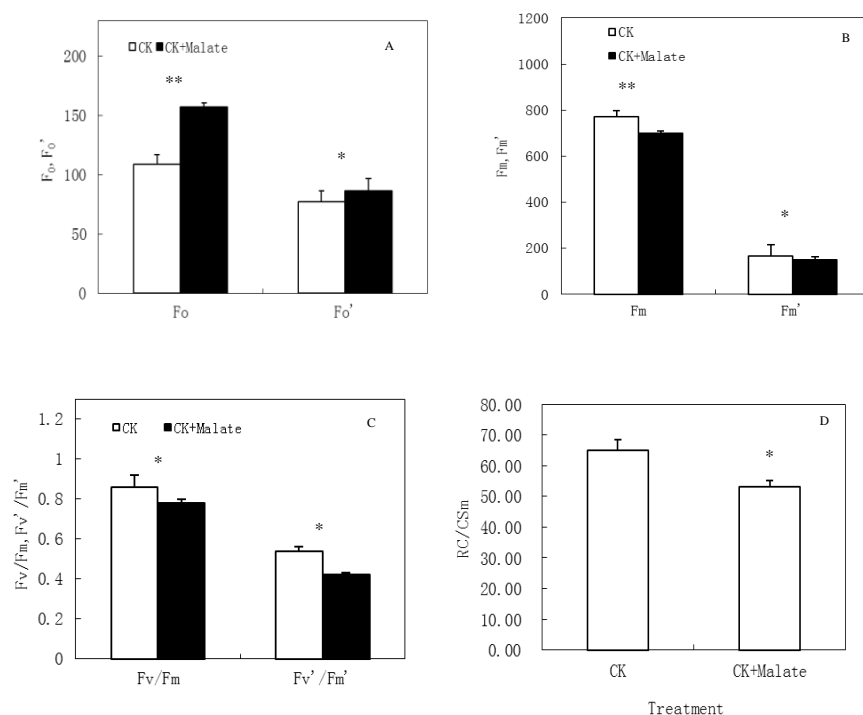 CK CK+Malate
A
200
150
100
50
0
Fo,Fo'
**
*
Fo Fo'
CK
CK+Malate
B
1200
1000
800
600
400
200
0
Fm,Fm'
**
*
Fm Fm'
CK CK+Malate
C
1.2
1
0.8
0.6
0.4
0.2
0
Fv/Fm,Fv'/Fm'
*
*
Fv/Fm Fv'/Fm'
D
80.00
70.00
60.00
50.00
40.00
30.00
20.00
10.00
0.00
RC/CSm
*
CK CK+Malate
Treatment